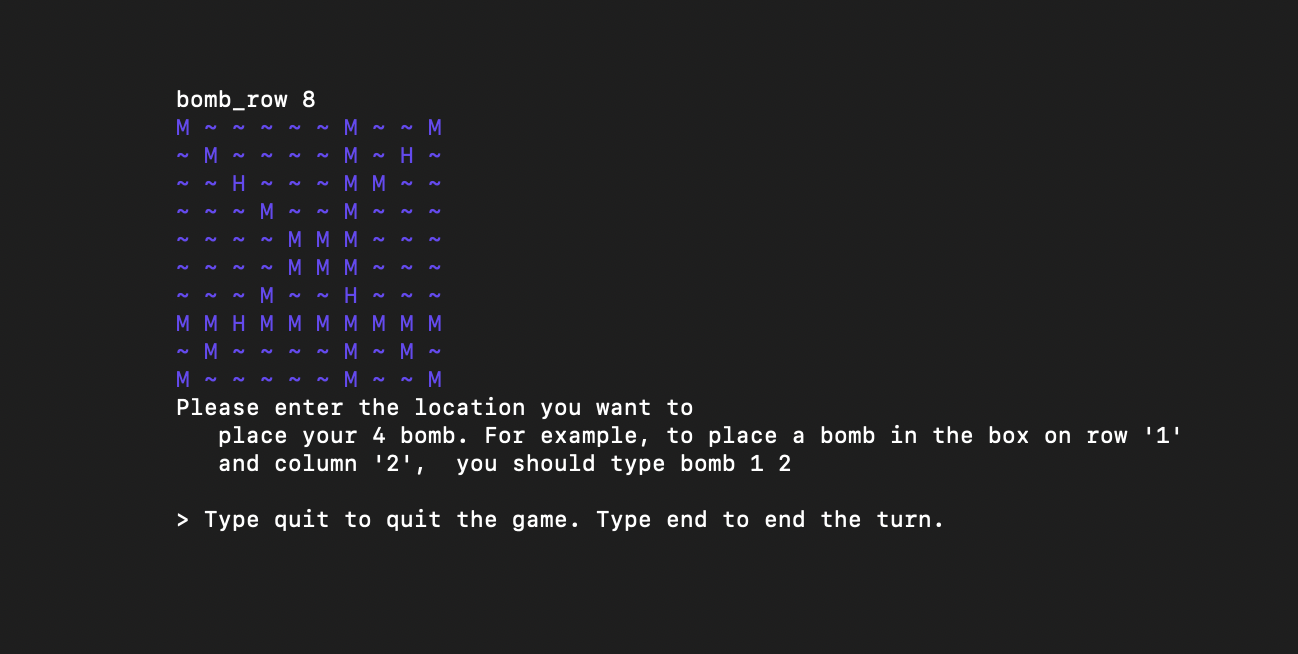 bomb_row 8
M ~ ~ ~ ~ ~ M ~ ~ M
~ M ~ ~ ~ ~ M ~ H ~
~ ~ H ~ ~ ~ M M ~ ~
~ ~ ~ M ~ ~ M ~ ~ ~
~ ~ ~ ~ M M M ~ ~ ~
~ ~ ~ ~ M M M ~ ~ ~
~ ~ ~ M ~ ~ H ~ ~ ~
M M H M M M M M M M
~ M ~ ~ ~ ~ M ~ M ~
M ~ ~ ~ ~ ~ M ~ ~ M
Please enter the location you want to
   place your 4 bomb. For example, to place a bomb in the box on row '1'
   and column '2',  you should type bomb 1 2

> Type quit to quit the game. Type end to end the turn.